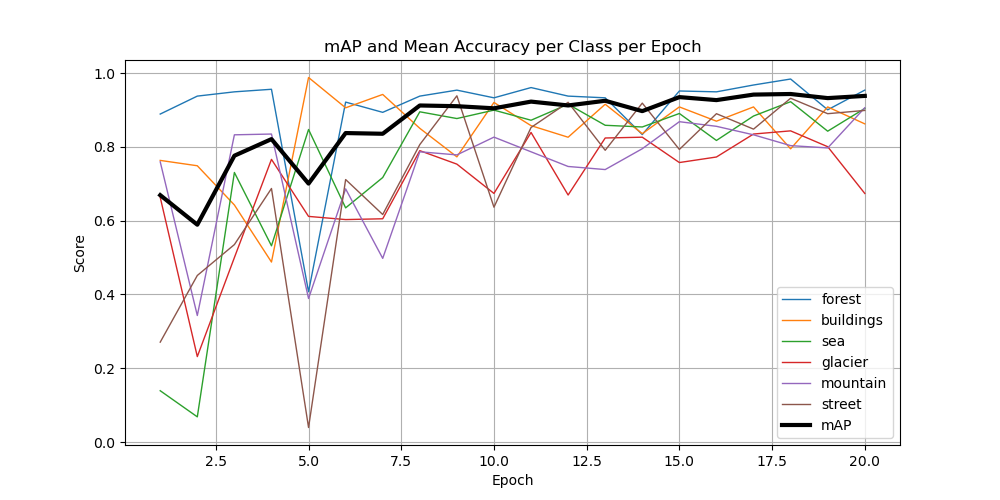 mAP and Mean Accuracy per Class per Epoch
1.0
0.8
0.6
0.4
0.2
0.0
Score
2.5 5.0 7.5 10.0 12.5 15.0 17.5 20.0
Epoch
forest
buildings
sea
glacier
mountain
street
mAP